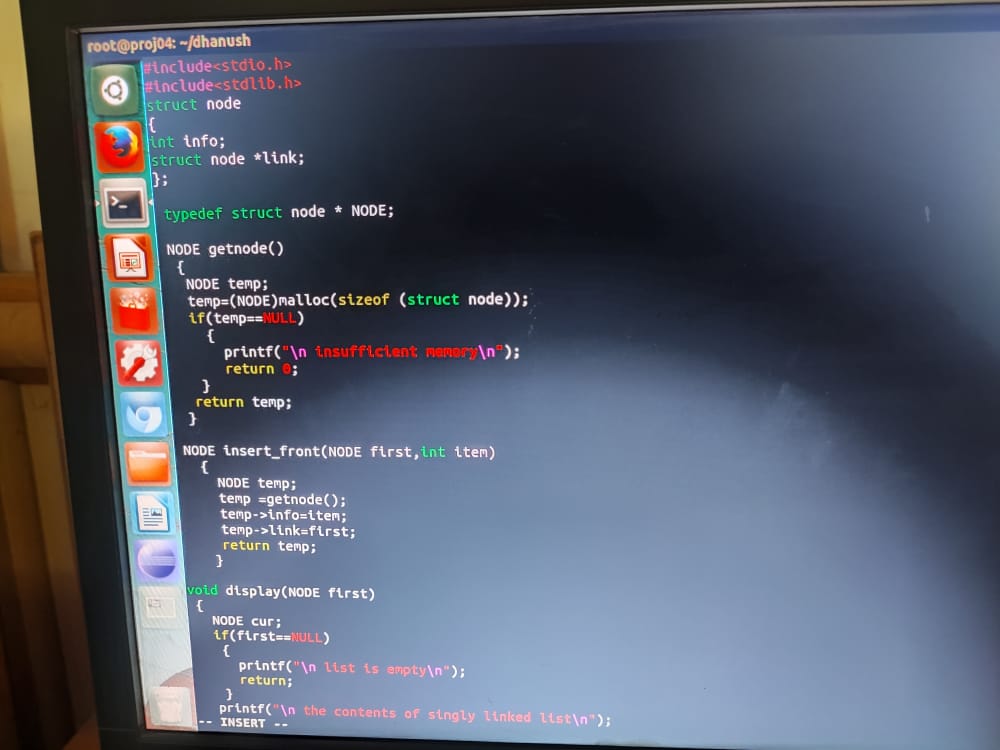 root@proj04: ~/dhanush
#include<stdio.h>
#include<stdlib.h>
struct node
{
int info;
struct node *link;
};
typedef struct node * NODE;
NODE getnode()
{
NODE temp;
temp=(NODE)malloc(sizeof (struct node));
if(temp==NULL)
{
printf("\n insufficient memory\n");
return 0;
}
return temp;
}
NODE insert_front(NODE first,int item)
{
NODE temp;
temp =getnode();
temp->info=item;
temp->link=first;
return temp;
}
void display(NODE first)
{
NODE cur;
if(first==NULL)
{
printf("\n list is empty\n");
return;
}
printf("\n the contents of singly linked list\n");
-- INSERT --